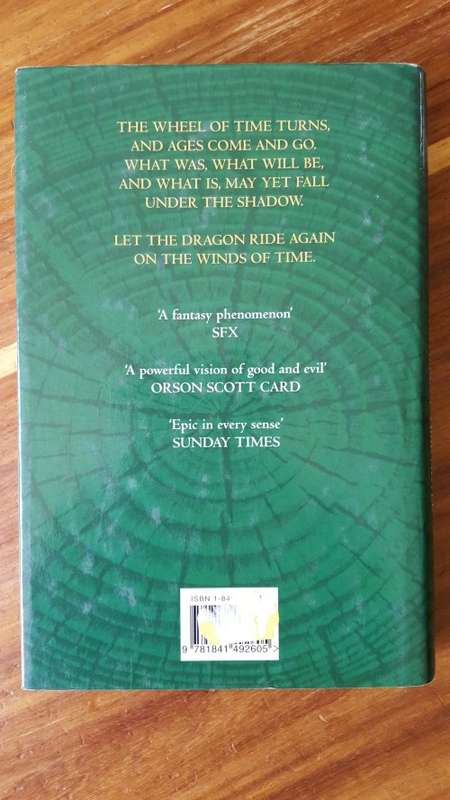 THE WHEEL OF TIME TURNS,
AND AGES COME AND GO.
WHAT WAS, WHAT WILL BE,
AND WHAT IS, MAY YET FALL
UNDER THE SHADOW.
LET THE DRAGON RIDE AGAIN
ON THE WINDS OF TIME.
‘A fantasy phenomenon’
SFX
‘A powerful vision of good and evil’
ORSON SCOTT CARD
‘Epic in every sense’
SUNDAY TIMES
ISBN 1-84
9 781841 492605 >